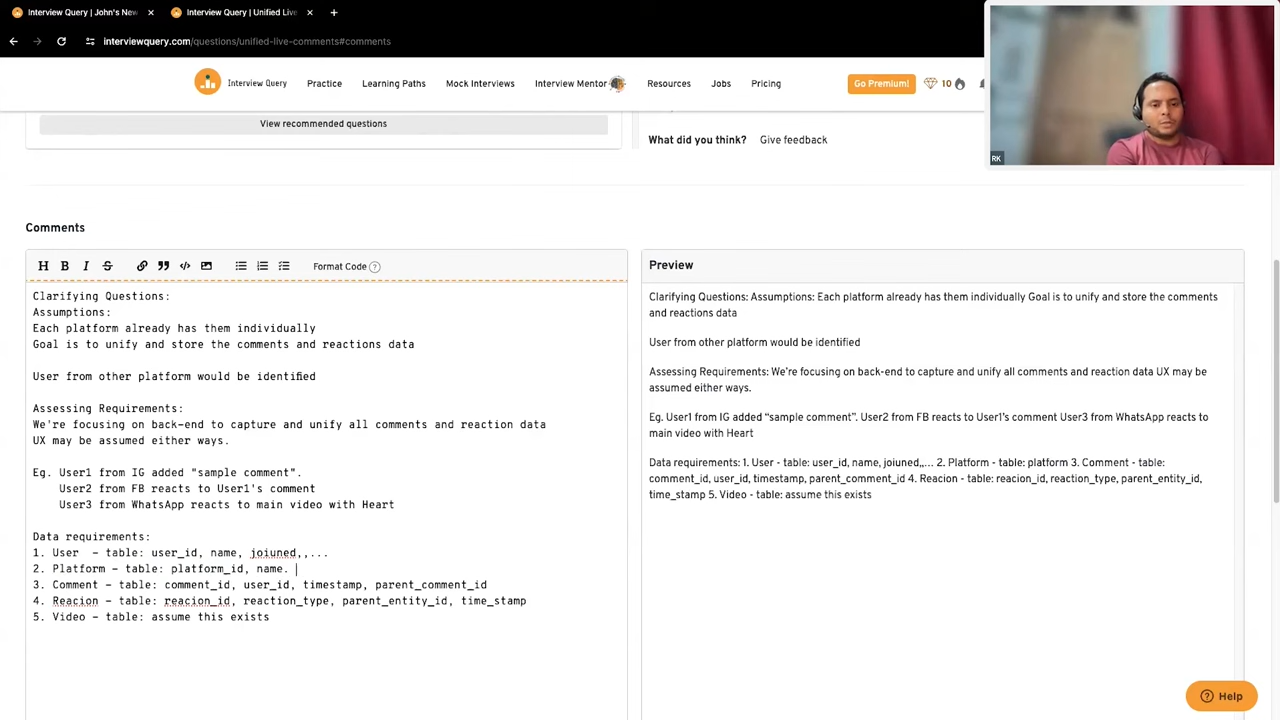 Interview Query | John's New
Interview Query | Unified Liv
interviewquery.com/questions/unified-live-comments#comments
Interview Query
Practice
Learning Paths
Mock Interviews
Interview Mentor
Resources
Jobs
Pricing
Go Premium!
10
RK
View recommended questions
What did you think? Give feedback
Comments
H B I S Format Code ?
Clarifying Questions:
Assumptions:
Each platform already has them individually
Goal is to unify and store the comments and reactions data
User from other platform would be identified
Assessing Requirements:
We're focusing on back-end to capture and unify all comments and reaction data
UX may be assumed either ways.
Eg. User1 from IG added "sample comment".
User2 from FB reacts to User1's comment
User3 from WhatsApp reacts to main video with Heart
Data requirements:
1. User – table: user_id, name, joiuned,,...
2. Platform – table: platform_id, name.
3. Comment – table: comment_id, user_id, timestamp, parent_comment_id
4. Reacion – table: reacion_id, reaction_type, parent_entity_id, time_stamp
5. Video – table: assume this exists
Preview
Clarifying Questions: Assumptions: Each platform already has them individually Goal is to unify and store the comments
and reactions data
User from other platform would be identified
Assessing Requirements: We're focusing on back-end to capture and unify all comments and reaction data UX may be
assumed either ways.
Eg. User1 from IG added “sample comment”. User2 from FB reacts to User1's comment User3 from WhatsApp reacts to
main video with Heart
Data requirements: 1. User - table: user_id, name, joiuned,,... 2. Platform - table: platform 3. Comment - table:
comment_id, user_id, timestamp, parent_comment_id 4. Reacion - table: reacion_id, reaction_type, parent_entity_id,
time_stamp 5. Video - table: assume this exists
Help